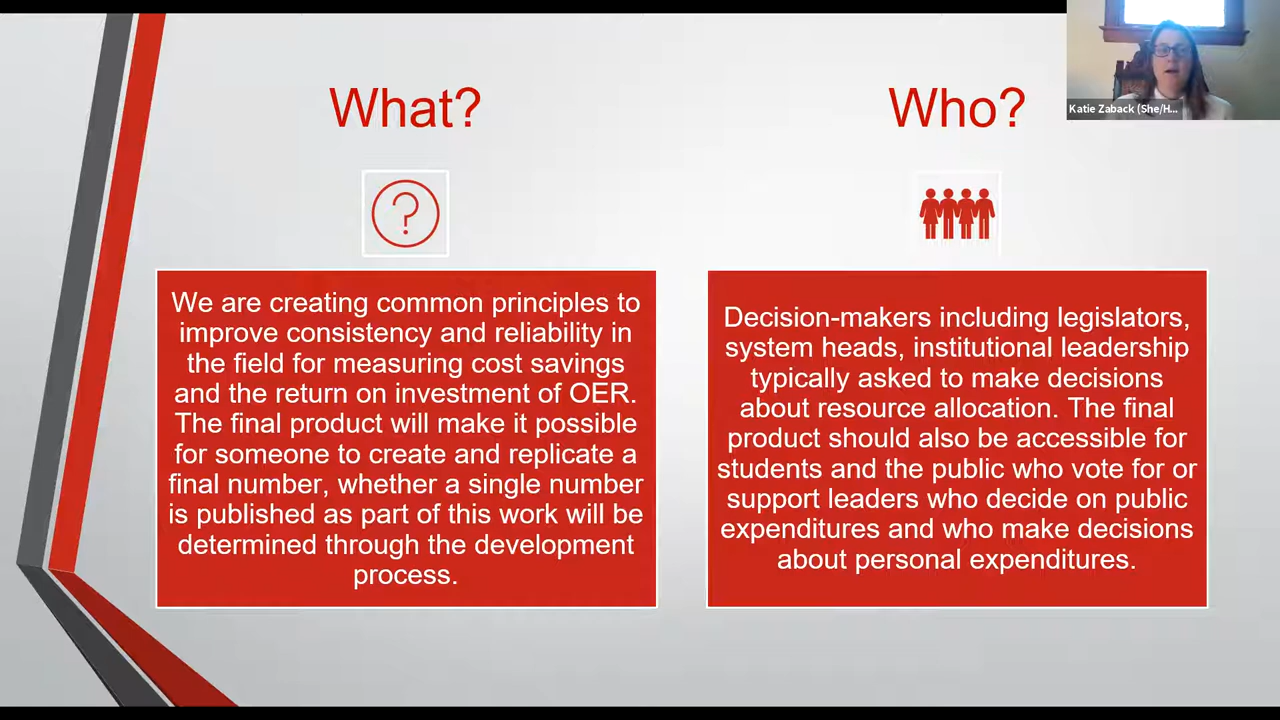 What?
We are creating common principles to
improve consistency and reliability in
the field for measuring cost savings
and the return on investment of OER.
The final product will make it possible
for someone to create and replicate a
final number, whether a single number
is published as part of this work will be
determined through the development
process.
Who?
Decision-makers including legislators,
system heads, institutional leadership
typically asked to make decisions
about resource allocation. The final
product should also be accessible for
students and the public who vote for or
support leaders who decide on public
expenditures and who make decisions
about personal expenditures.
Katie Zaback (She/H...